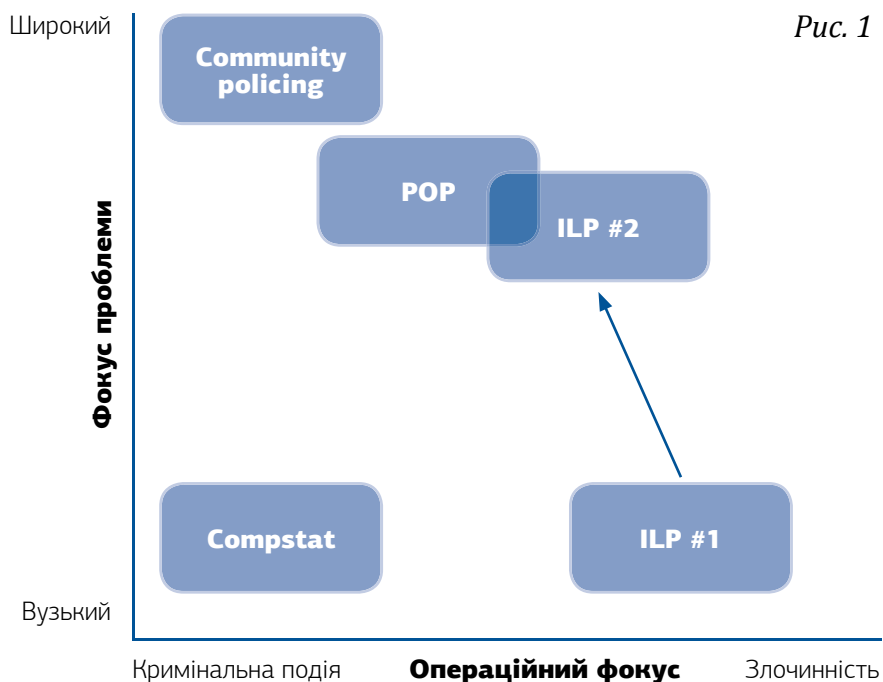 Широкий
Рис. 1
Community
policing
POP
ILP #2
Фокус проблеми
Compstat
ILP #1
Вузький
Кримінальна подія
Операційний фокус
Злочинність